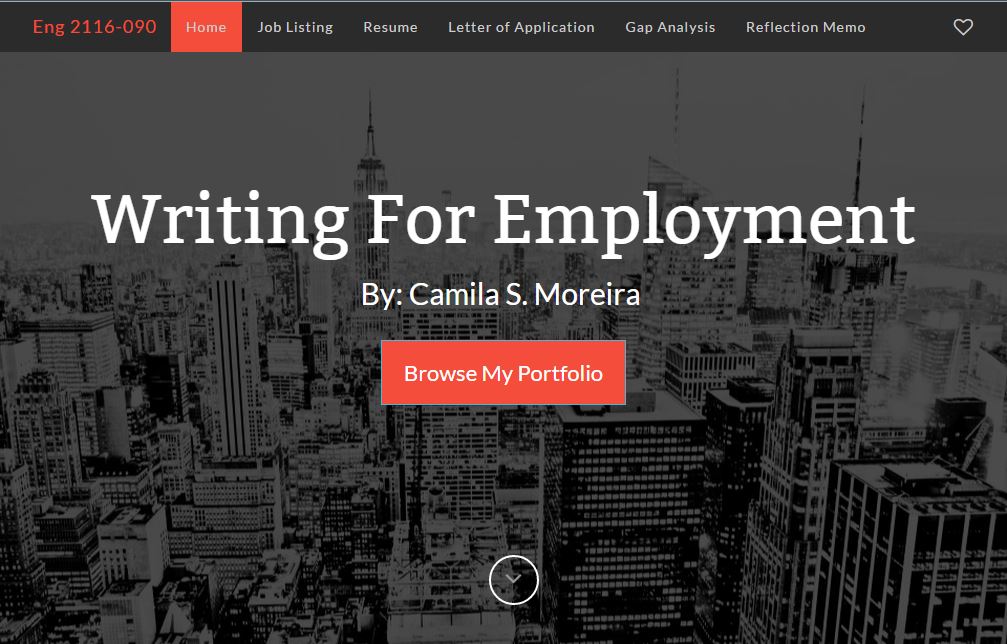 Eng 2116-090 Home Job Listing Resume Letter of Application Gap Analysis Reflection Memo
Writing For Employment
By: Camila S. Moreira
Browse My Portfolio